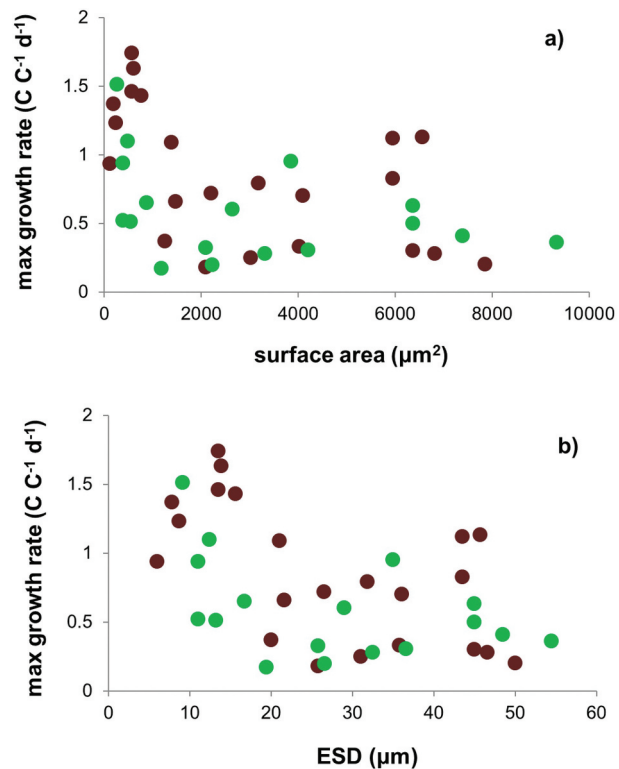 a)
max growth rate (C C⁻¹ d⁻¹)
2
1.5
1
0.5
0
0 2000 4000 6000 8000 10000
surface area (µm²)
b)
max growth rate (C C⁻¹ d⁻¹)
2
1.5
1
0.5
0
0 10 20 30 40 50 60
ESD (µm)